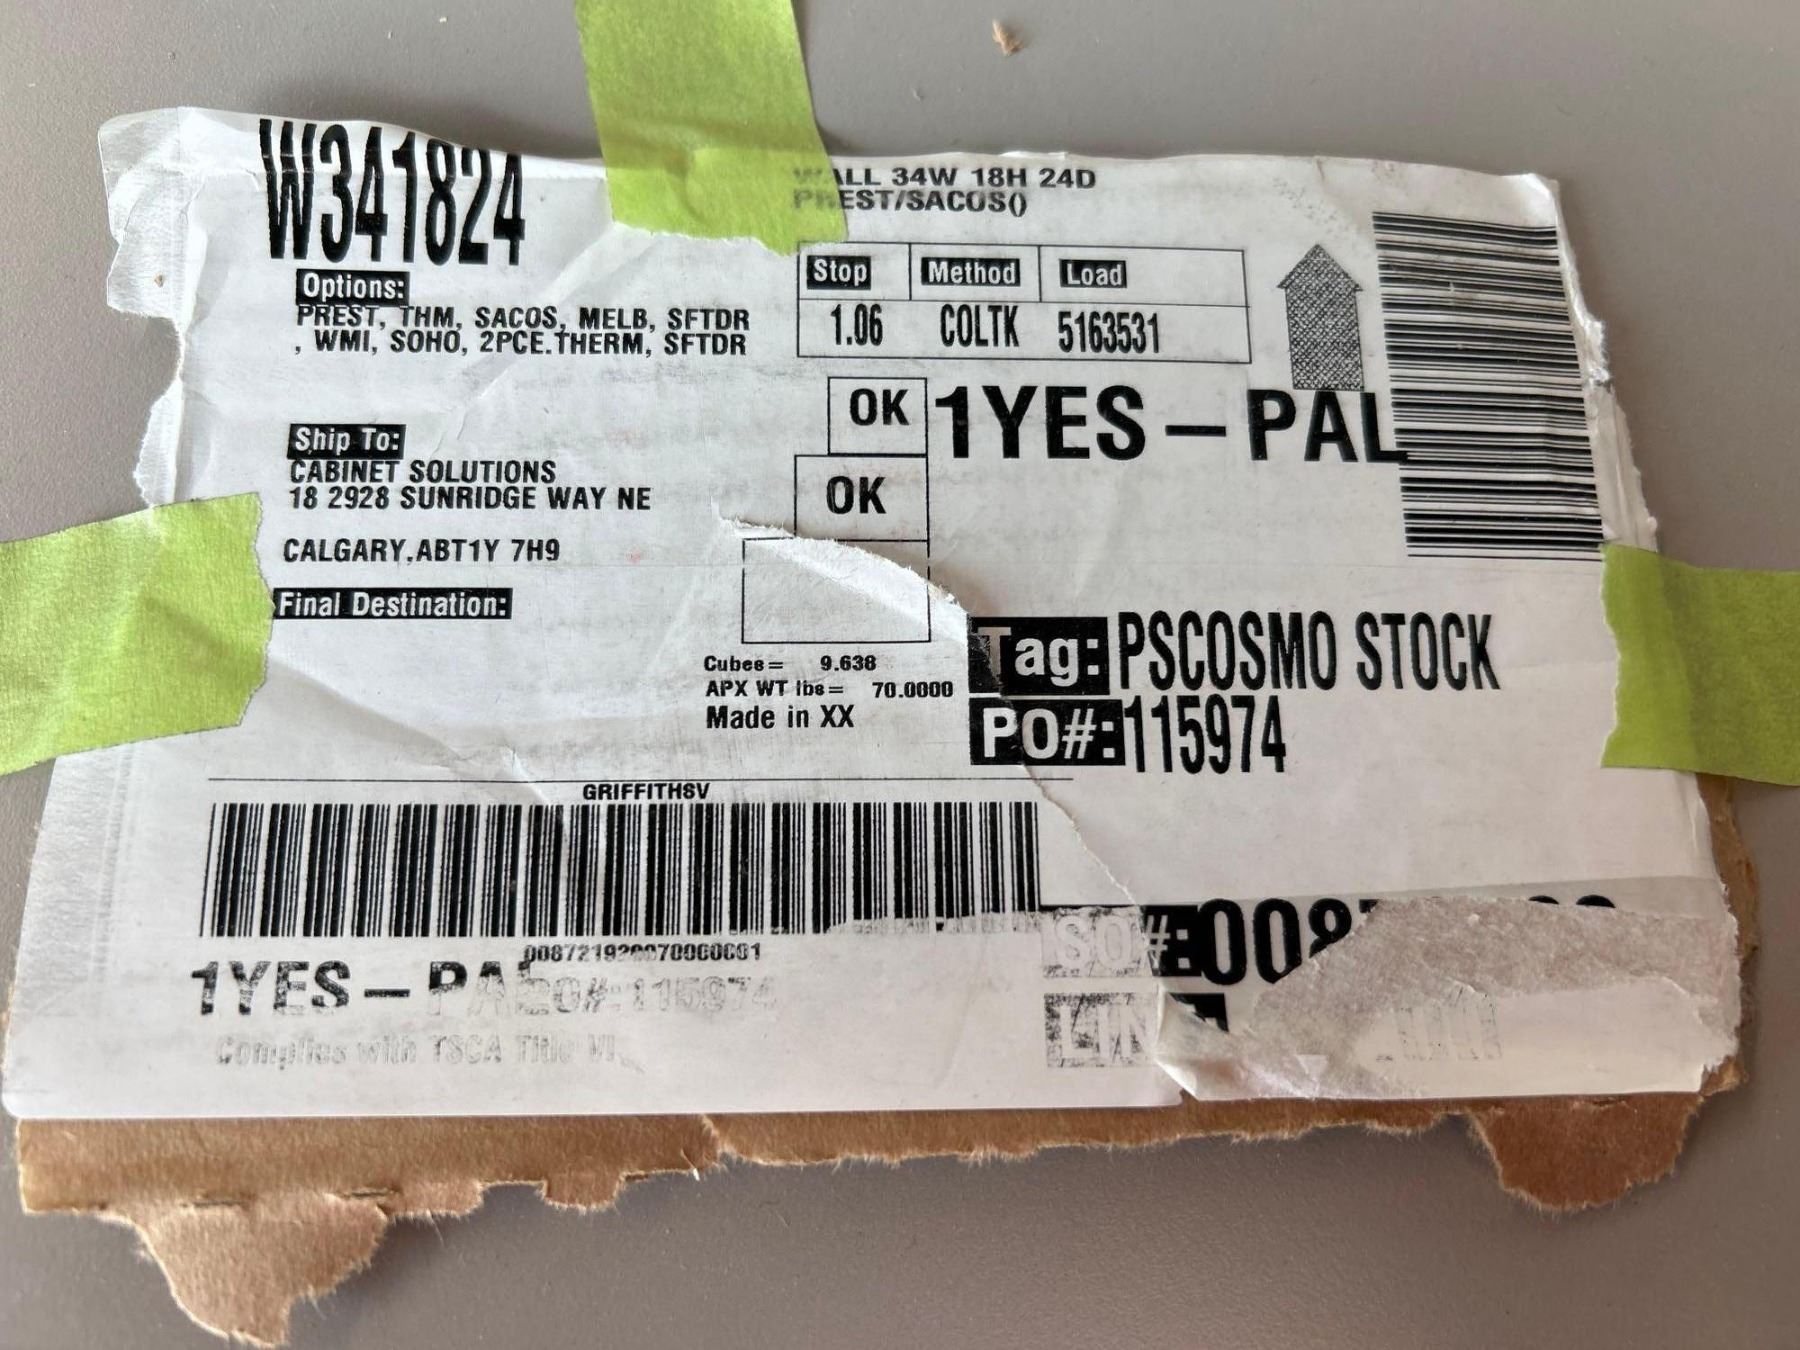 W341824
WALL 34W 18H 24D
PREST/SACOS()
Options:
PREST, THM, SACOS, MELB, SFTDR
, WMI, SOHO, 2PCE.THERM, SFTDR
Stop Method Load
1.06 COLTK 5163531
OK 1YES-PAL
OK
Ship To:
CABINET SOLUTIONS
18 2928 SUNRIDGE WAY NE
CALGARY,ABT1Y 7H9
Final Destination:
Cubes= 9.638
APX WT lbs= 70.0000
Made in XX
Tag: PSCOSMO STOCK
PO#: 115974
GRIFFITHSV
1YES-PAL PO#:115974
Complies with TSCA Title VI
SO#: